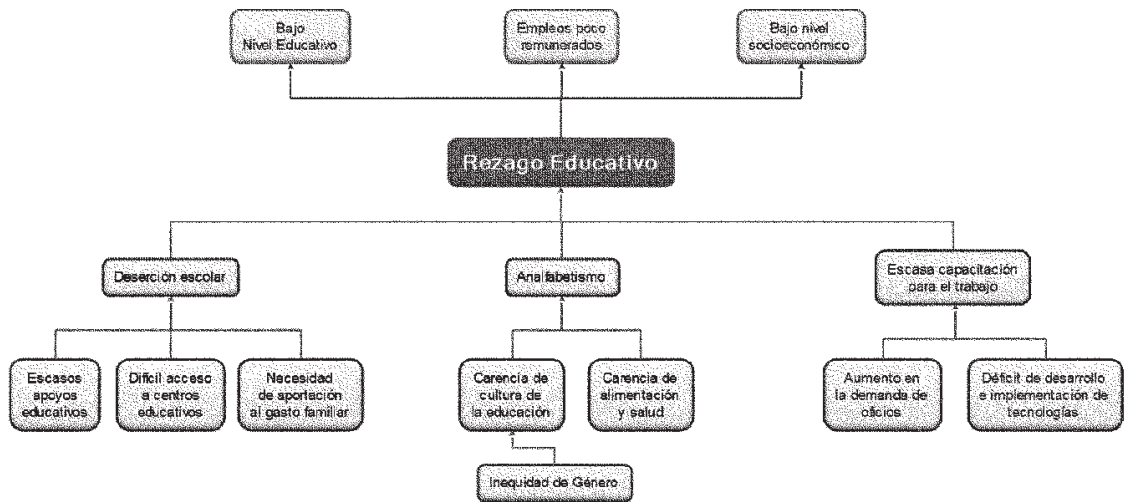 Bajo
Nivel Educativo
Empleos poco
remunerados
Bajo nivel
socioeconómico
Rezago Educativo
Deserción escolar
Analfabetismo
Escasa capacitación
para el trabajo
Escasos
apoyos
educativos
Difícil acceso
a centros
educativos
Necesidad
de aportación
al gasto familiar
Carencia de
cultura de
la educación
Carencia de
alimentación
y salud
Aumento en
la demanda de
oficios
Déficit de desarrollo
e implementación de
tecnologías
Inequidad de Género